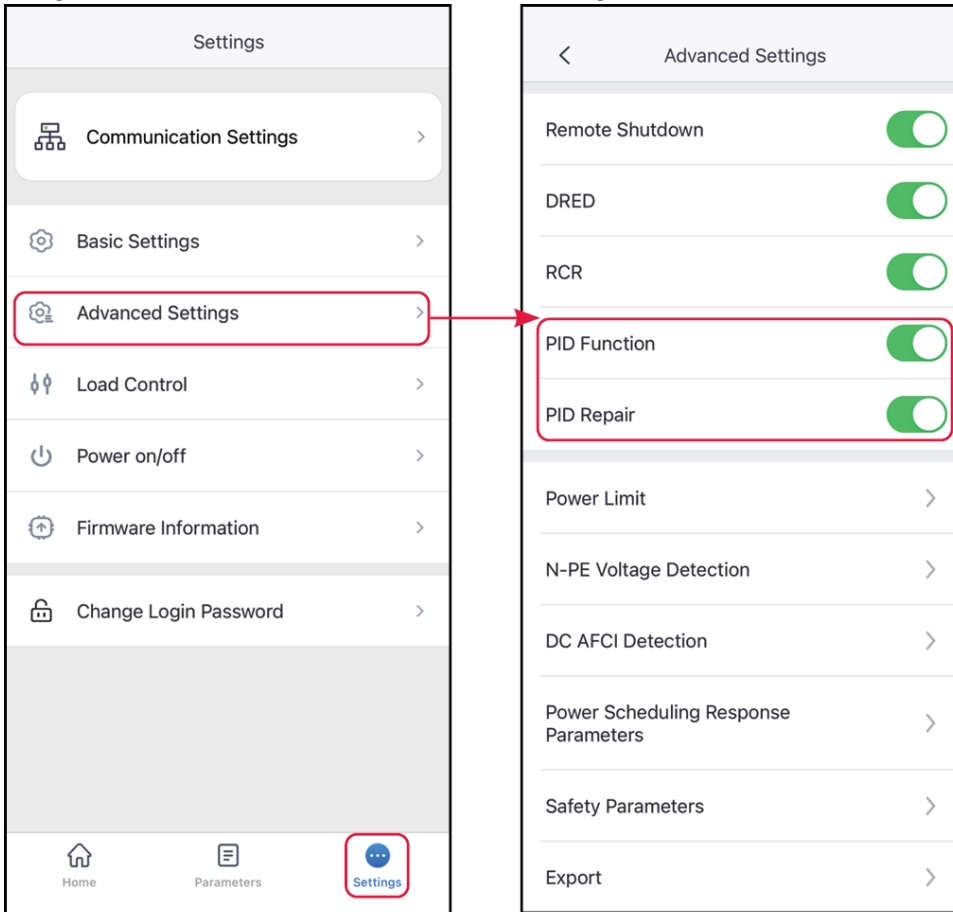 Settings
Communication Settings
Basic Settings
Advanced Settings
Load Control
Power on/off
Firmware Information
Change Login Password
Home
Parameters
Settings
Advanced Settings
Remote Shutdown
DRED
RCR
PID Function
PID Repair
Power Limit
N-PE Voltage Detection
DC AFCI Detection
Power Scheduling Response
Parameters
Safety Parameters
Export